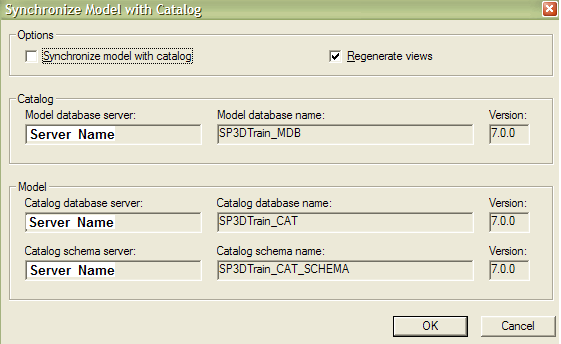 Synchronize Model with Catalog
Options
Synchronize model with catalog Regenerate views
Catalog
Model database server: Model database name: Version:
Server Name SP3DTrain_MDB 7.0.0
Model
Catalog database server: Catalog database name: Version:
Server Name SP3DTrain_CAT 7.0.0
Catalog schema server: Catalog schema name: Version:
Server Name SP3DTrain_CAT_SCHEMA 7.0.0
OK Cancel